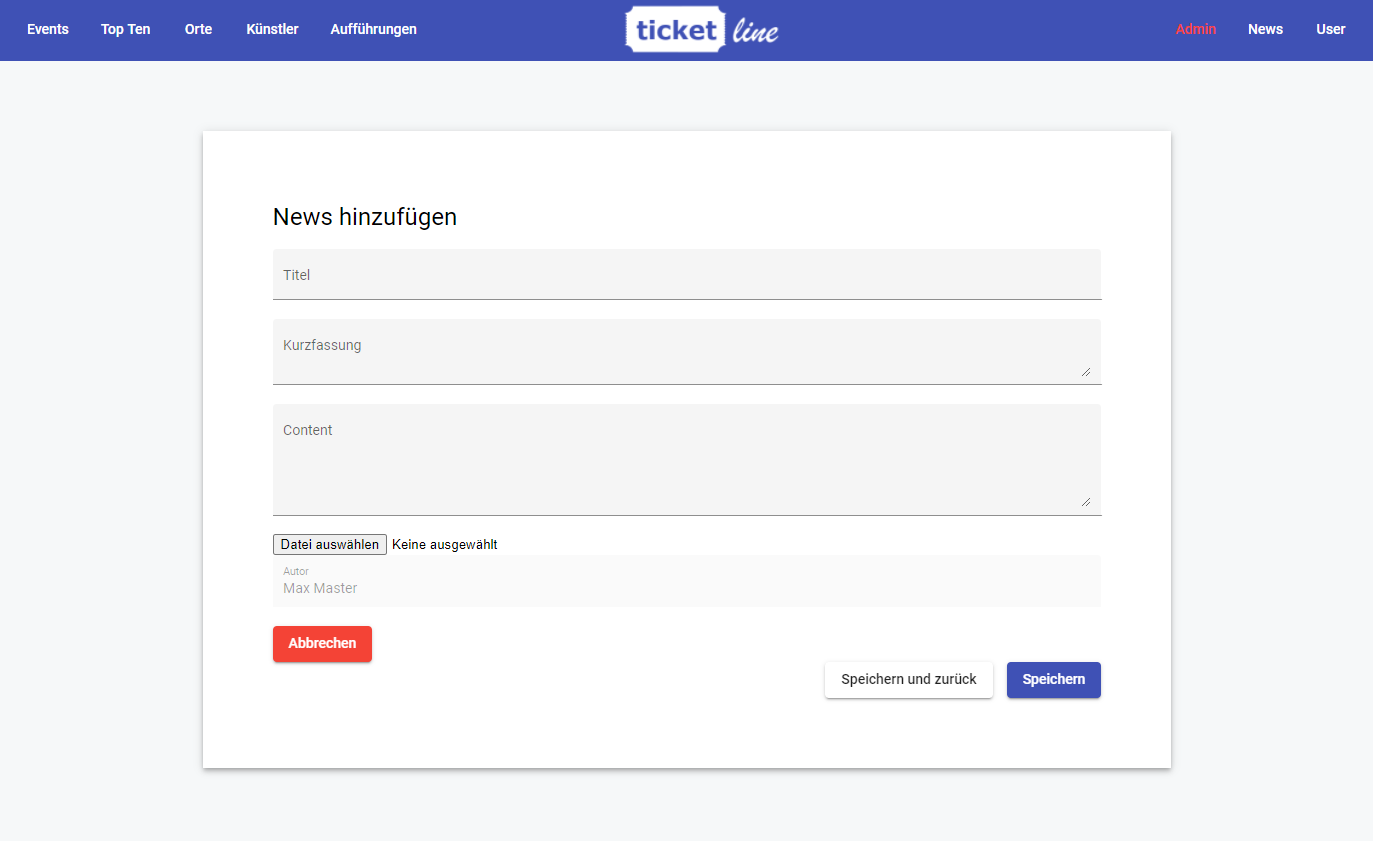 Events Top Ten Orte Künstler Aufführungen ticket line Admin News User
News hinzufügen
Titel
Kurzfassung
Content
Datei auswählen Keine ausgewählt
Autor
Max Master
Abbrechen
Speichern und zurück Speichern